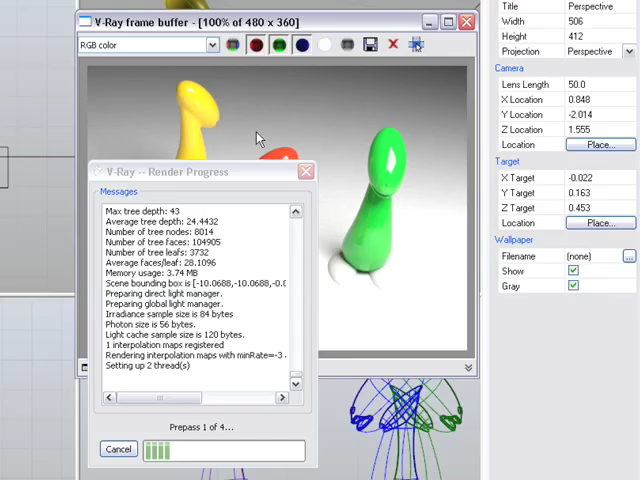 V-Ray frame buffer - [100% of 480 x 360]
RGB color
V-Ray -- Render Progress
Messages
Max tree depth: 43
Average tree depth: 24.4432
Number of tree nodes: 8014
Number of tree faces: 104905
Number of tree leafs: 3732
Average faces/leaf: 28.1096
Memory usage: 3.74 MB
Scene bounding box is [-10.0688,-10.0688,-0.0
Preparing direct light manager.
Preparing global light manager.
Irradiance sample size is 84 bytes
Photon size is 56 bytes.
Light cache sample size is 120 bytes.
1 interpolation maps registered
Rendering interpolation maps with minRate=-3
Setting up 2 thread(s)
Prepass 1 of 4...
Cancel
Title Perspective
Width 506
Height 412
Projection Perspective
Camera
Lens Length 50.0
X Location 0.848
Y Location -2.014
Z Location 1.555
Location Place...
Target
X Target -0.022
Y Target 0.163
Z Target 0.453
Location Place...
Wallpaper
Filename (none) ...
Show
Gray